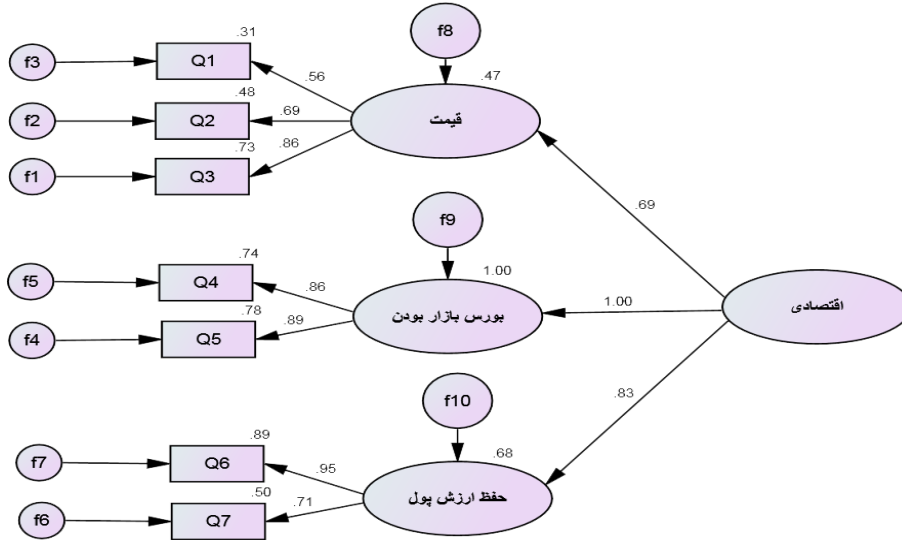 f8
.31
f3
Q1
.56
.47
.48
f2
Q2
.69
قیمت
.73
.86
f1
Q3
.69
f9
.74
1.00
f5
Q4
.86
1.00
اقتصادی
.78
.89
بورس بازار بودن
f4
Q5
.83
f10
.89
.68
f7
Q6
.95
.50
.71
حفظ ارزش پول
f6
Q7